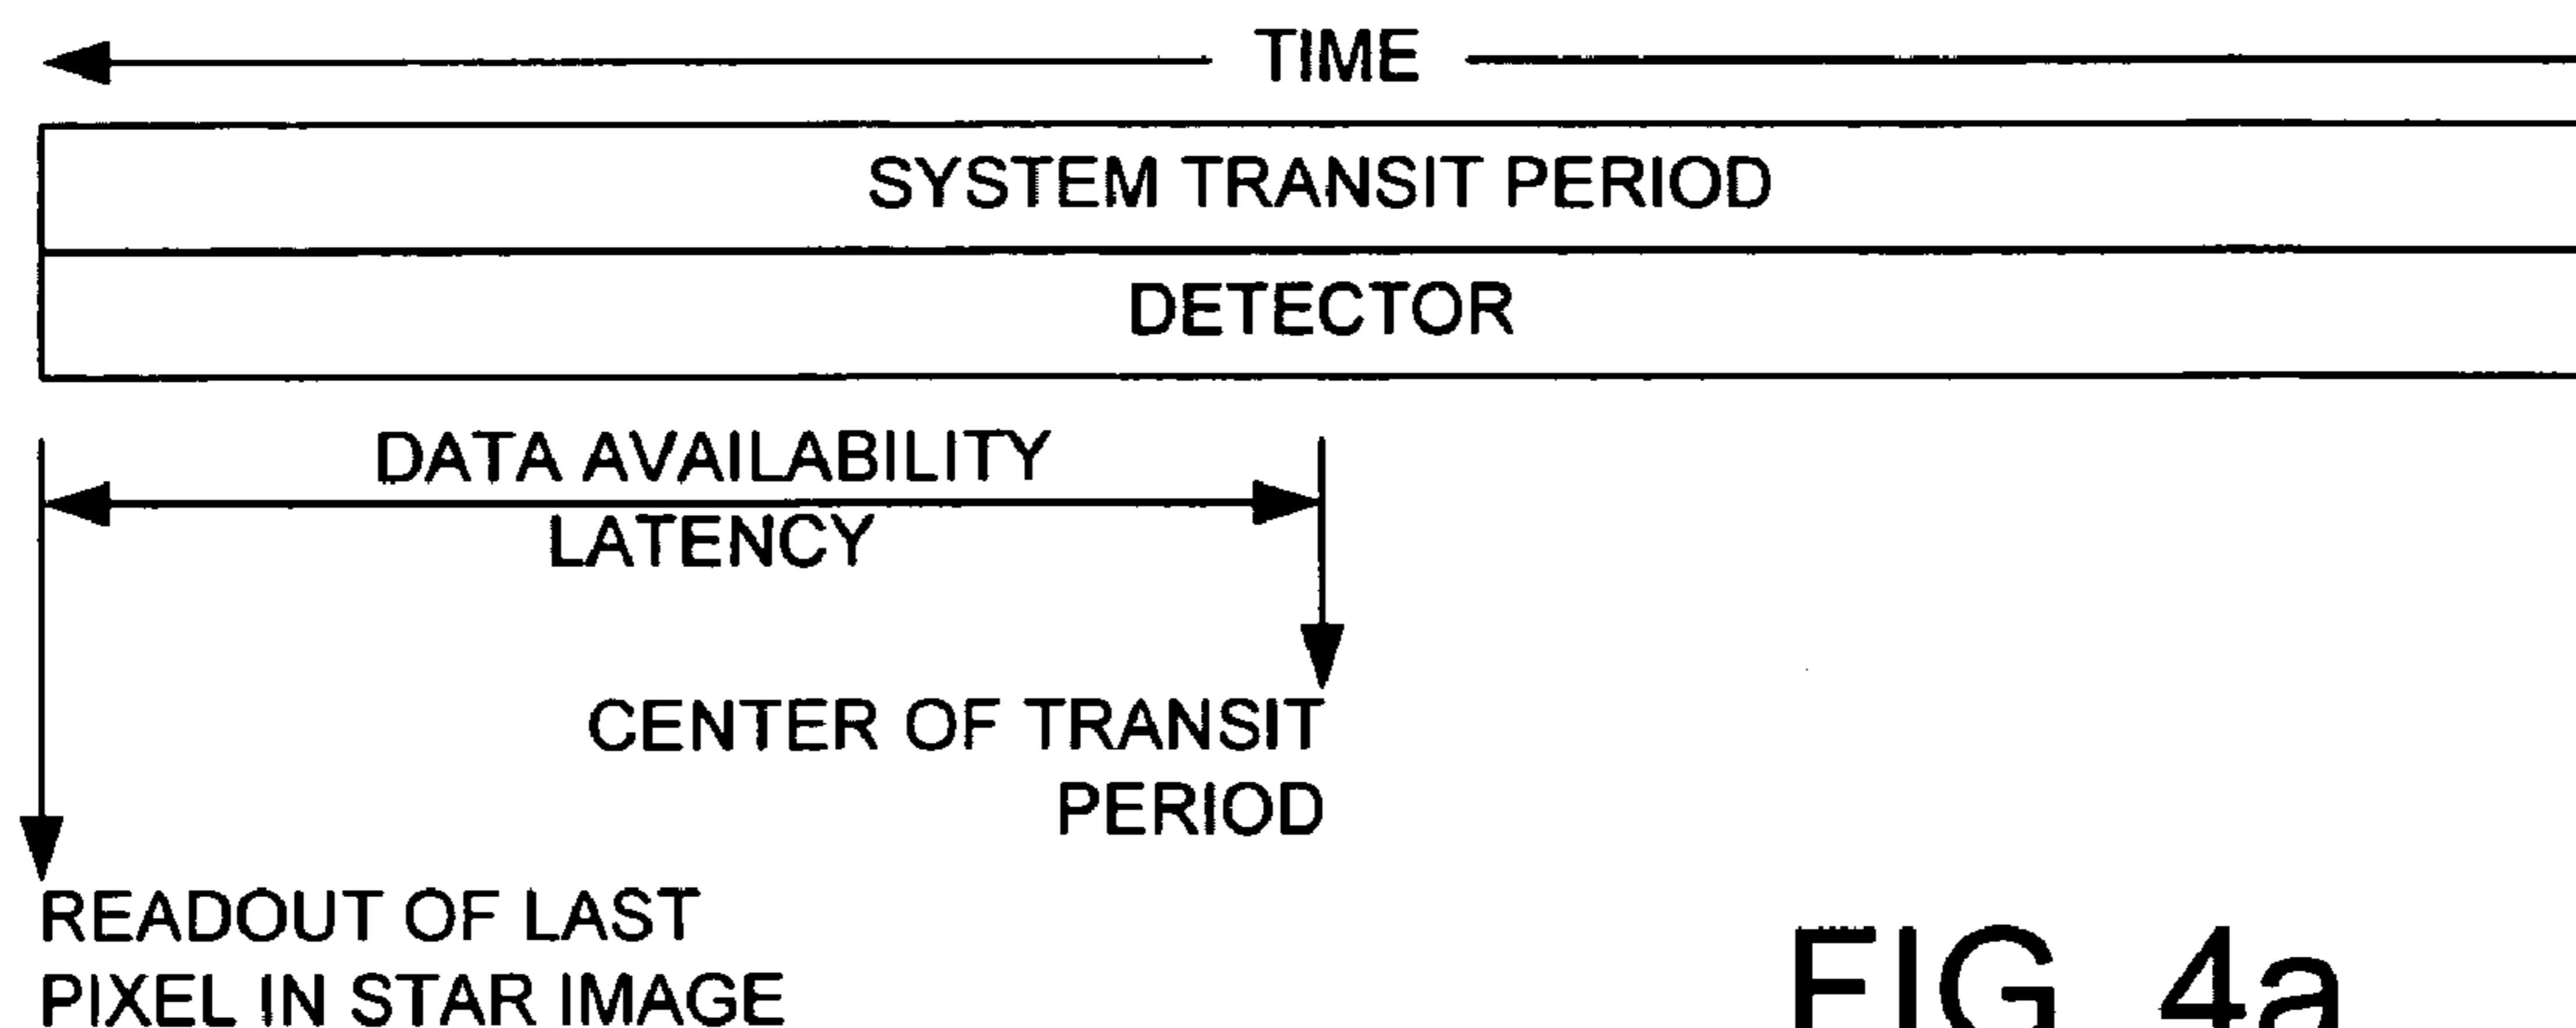 TIME
SYSTEM TRANSIT PERIOD
DETECTOR
DATA AVAILABILITY
LATENCY
CENTER OF TRANSIT
PERIOD
READOUT OF LAST
PIXEL IN STAR IMAGE
FIG. 4a